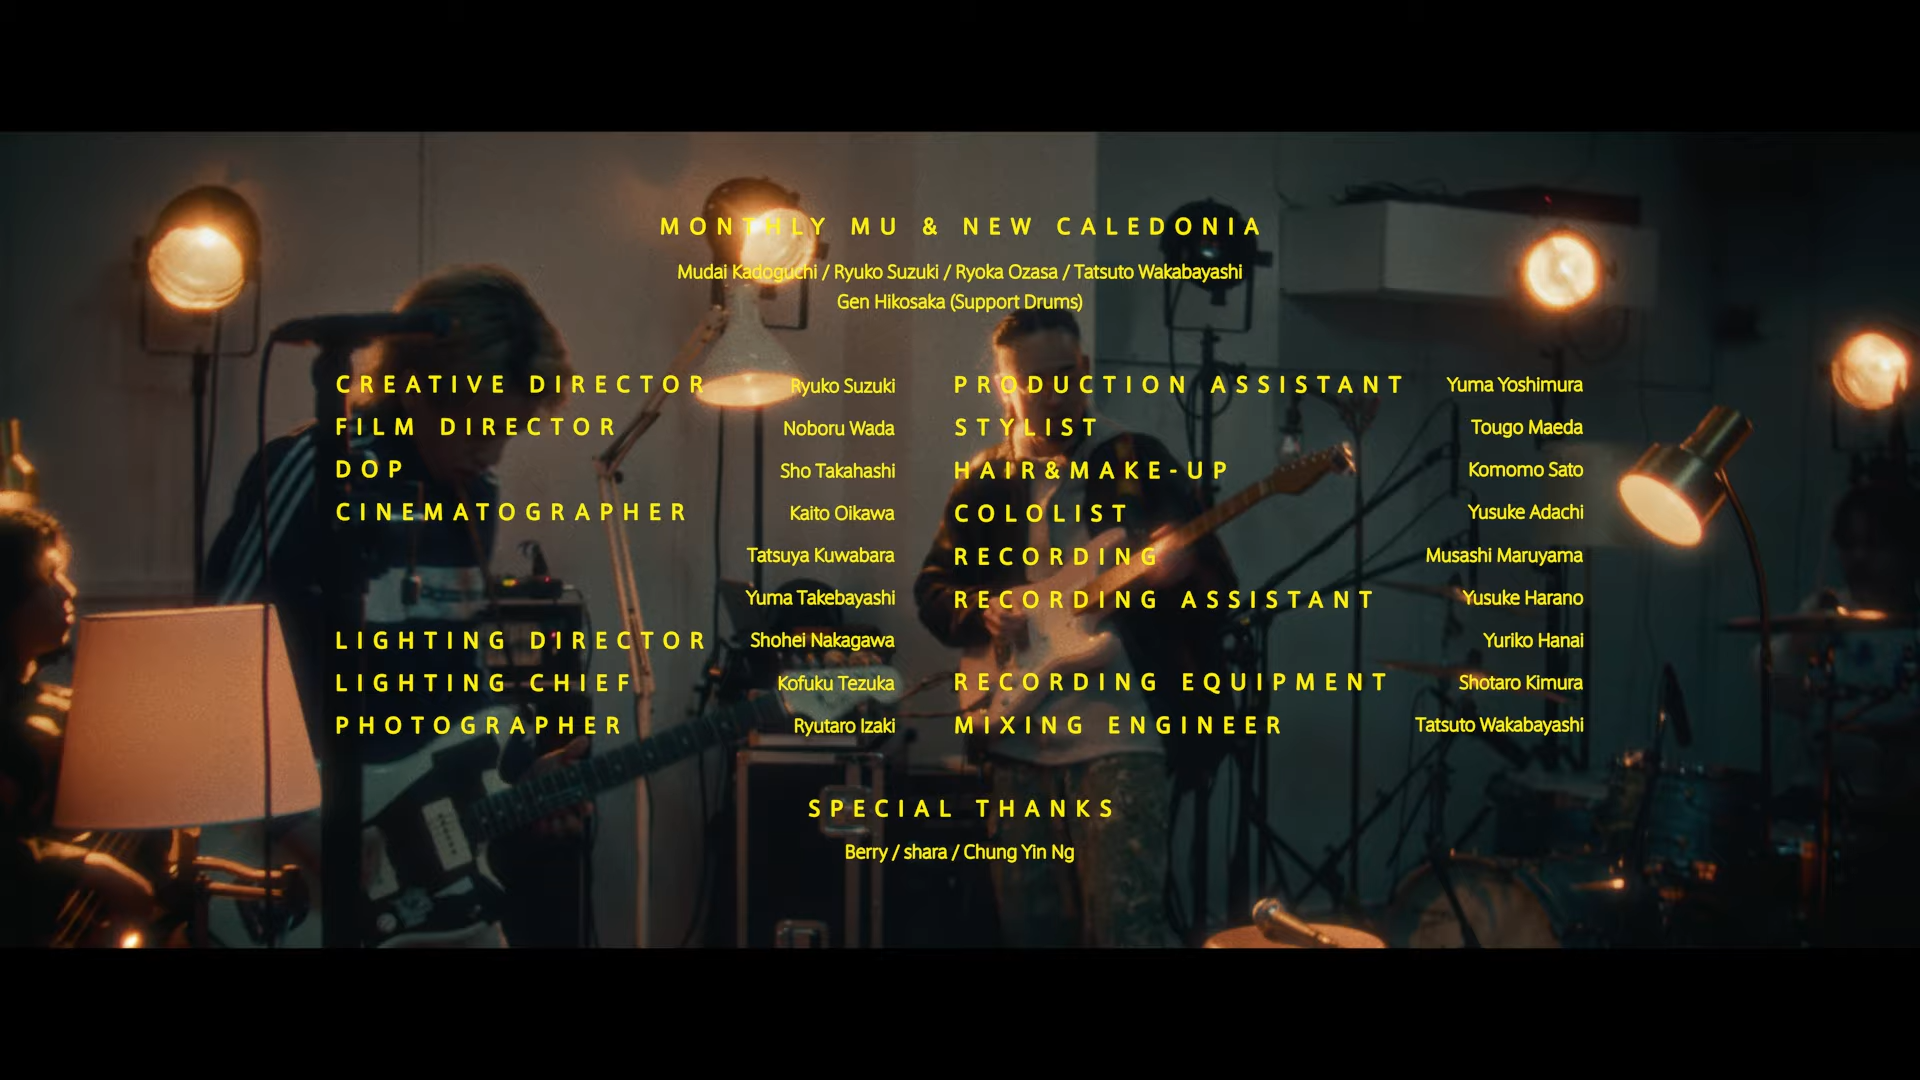 MONTHLY MU & NEW CALEDONIA
Mudai Kadoguchi / Ryuko Suzuki / Ryoka Ozasa / Tatsuto Wakabayashi
Gen Hikosaka (Support Drums)
CREATIVE DIRECTOR Ryuko Suzuki
FILM DIRECTOR Noboru Wada
DOP Sho Takahashi
CINEMATOGRAPHER Kaito Oikawa
Tatsuya Kuwabara
Yuma Takebayashi
LIGHTING DIRECTOR Shohei Nakagawa
LIGHTING CHIEF Kofuku Tezuka
PHOTOGRAPHER Ryutaro Izaki
PRODUCTION ASSISTANT Yuma Yoshimura
STYLIST Tougo Maeda
HAIR&MAKE-UP Komomo Sato
COLOLIST Yusuke Adachi
RECORDING Musashi Maruyama
RECORDING ASSISTANT Yusuke Harano
Yuriko Hanai
RECORDING EQUIPMENT Shotaro Kimura
MIXING ENGINEER Tatsuto Wakabayashi
SPECIAL THANKS
Berry / shara / Chung Yin Ng